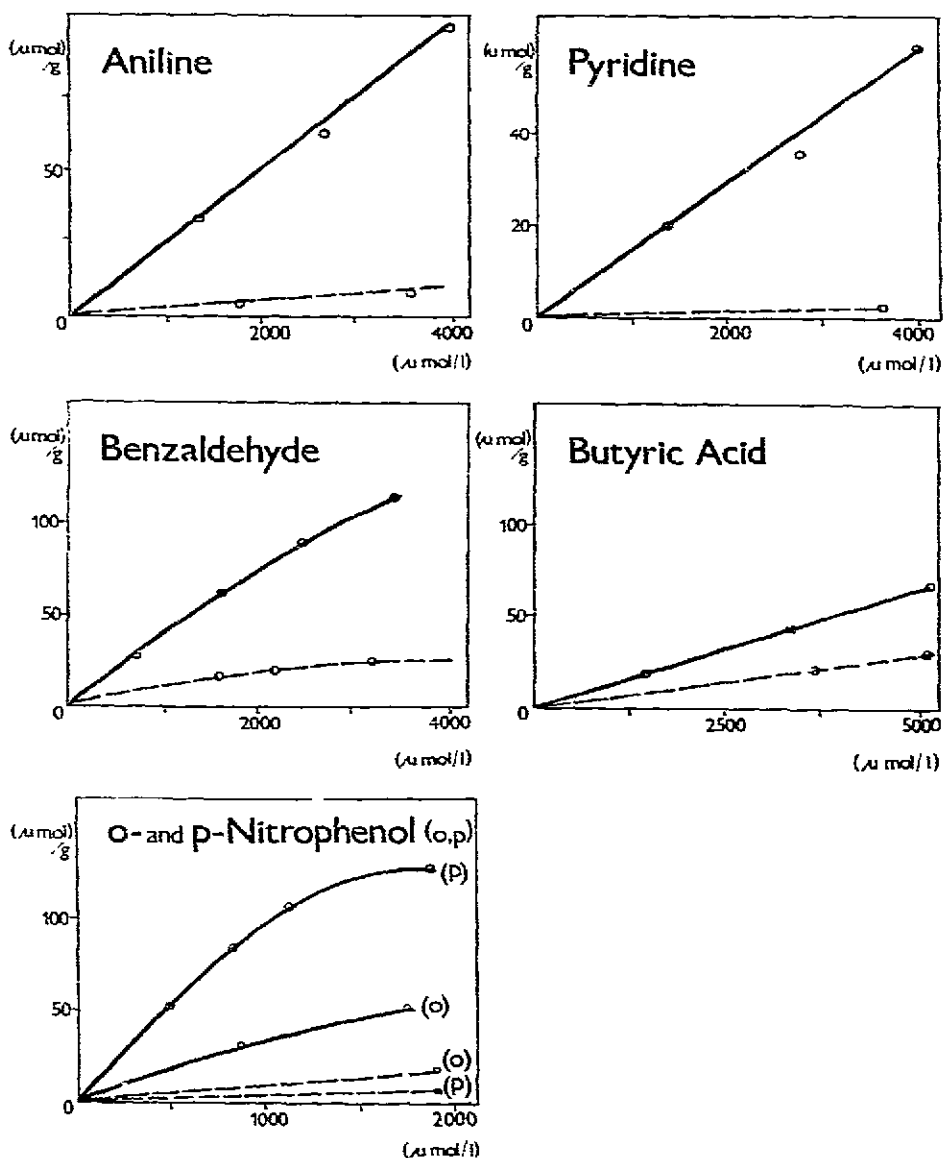 (μmol)
/g
Aniline
50
0
2000
4000
(μmol/l)
(μmol)
/g
Pyridine
40
20
0
2000
4000
(μmol/l)
(μmol)
/g
Benzaldehyde
100
50
0
2000
4000
(μmol/l)
(μmol)
/g
Butyric Acid
100
50
0
2500
5000
(μmol/l)
(μmol)
/g
o- and p-Nitrophenol (o,p)
(p)
100
50
(o)
(o)
(p)
0
1000
2000
(μmol/l)